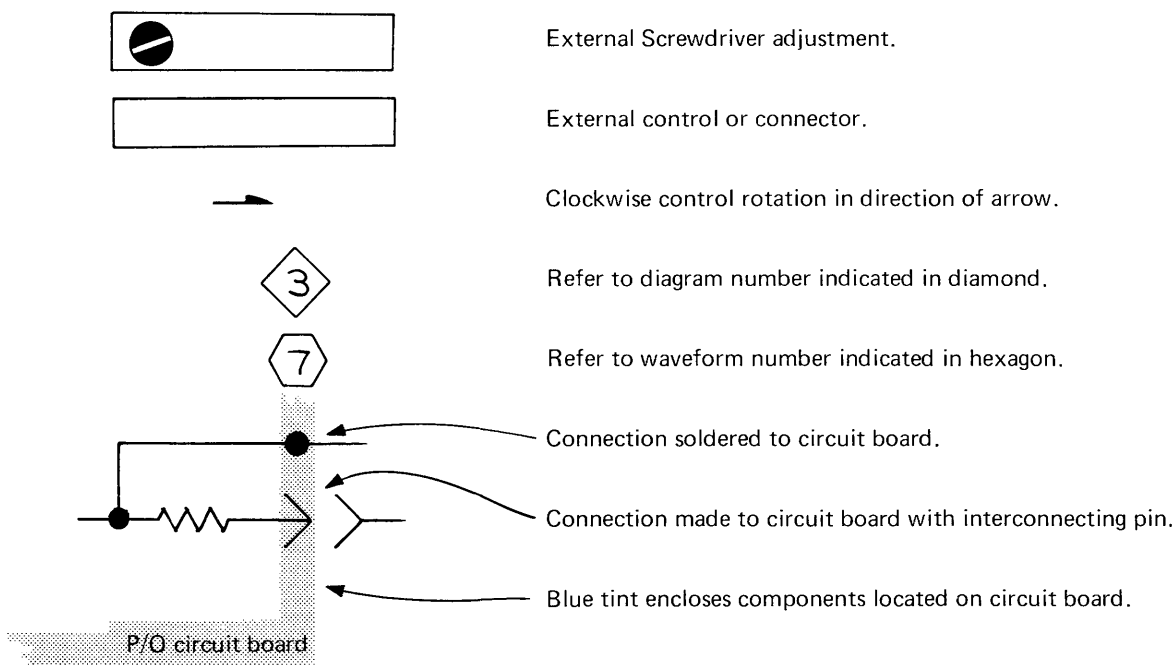 External Screwdriver adjustment.
External control or connector.
Clockwise control rotation in direction of arrow.
3
Refer to diagram number indicated in diamond.
7
Refer to waveform number indicated in hexagon.
Connection soldered to circuit board.
Connection made to circuit board with interconnecting pin.
Blue tint encloses components located on circuit board.
P/O circuit board